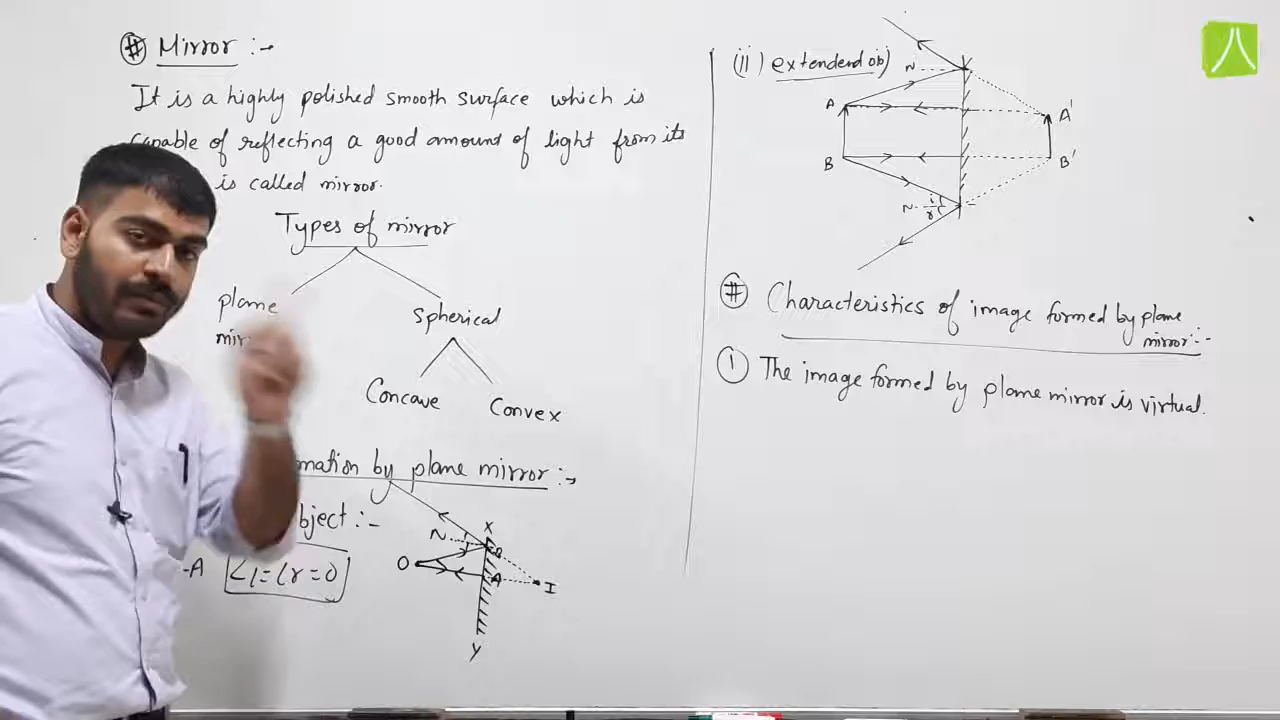 # Mirror :-
It is a highly polished smooth surface which is
capable of reflecting a good amount of light from its
is called mirror.
Types of mirror
plane
Spherical
Concave
Convex
mation by plane mirror :-
bject :-
-A
∠i = ∠r = 0
X
N
O
B
A
I
Y
(ii) extended obj
N
A
A'
B
B'
N
i
r
# Characteristics of image formed by plane
mirror :-
① The image formed by plane mirror is virtual.